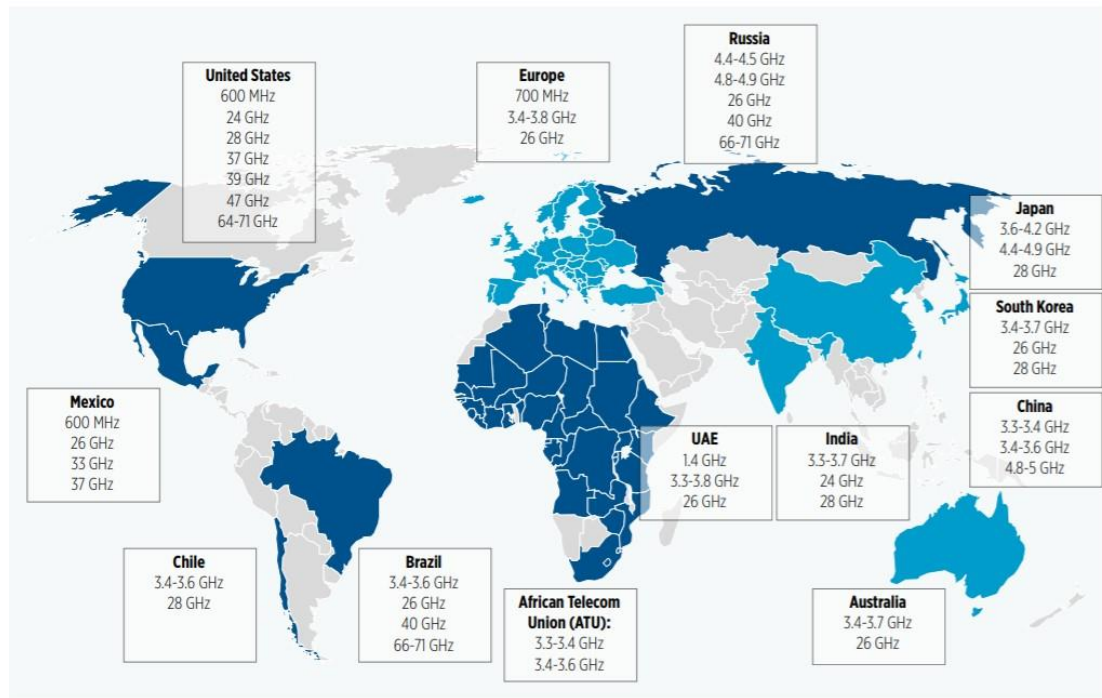 United States
600 MHz
24 GHz
28 GHz
37 GHz
39 GHz
47 GHz
64-71 GHz
Europe
700 MHz
3.4-3.8 GHz
26 GHz
Russia
4.4-4.5 GHz
4.8-4.9 GHz
26 GHz
40 GHz
66-71 GHz
Japan
3.6-4.2 GHz
4.4-4.9 GHz
28 GHz
South Korea
3.4-3.7 GHz
26 GHz
28 GHz
China
3.3-3.4 GHz
3.4-3.6 GHz
4.8-5 GHz
Mexico
600 MHz
26 GHz
33 GHz
37 GHz
UAE
1.4 GHz
3.3-3.8 GHz
26 GHz
India
3.3-3.7 GHz
24 GHz
28 GHz
Chile
3.4-3.6 GHz
28 GHz
Brazil
3.4-3.6 GHz
26 GHz
40 GHz
66-71 GHz
African Telecom
Union (ATU):
3.3-3.4 GHz
3.4-3.6 GHz
Australia
3.4-3.7 GHz
26 GHz